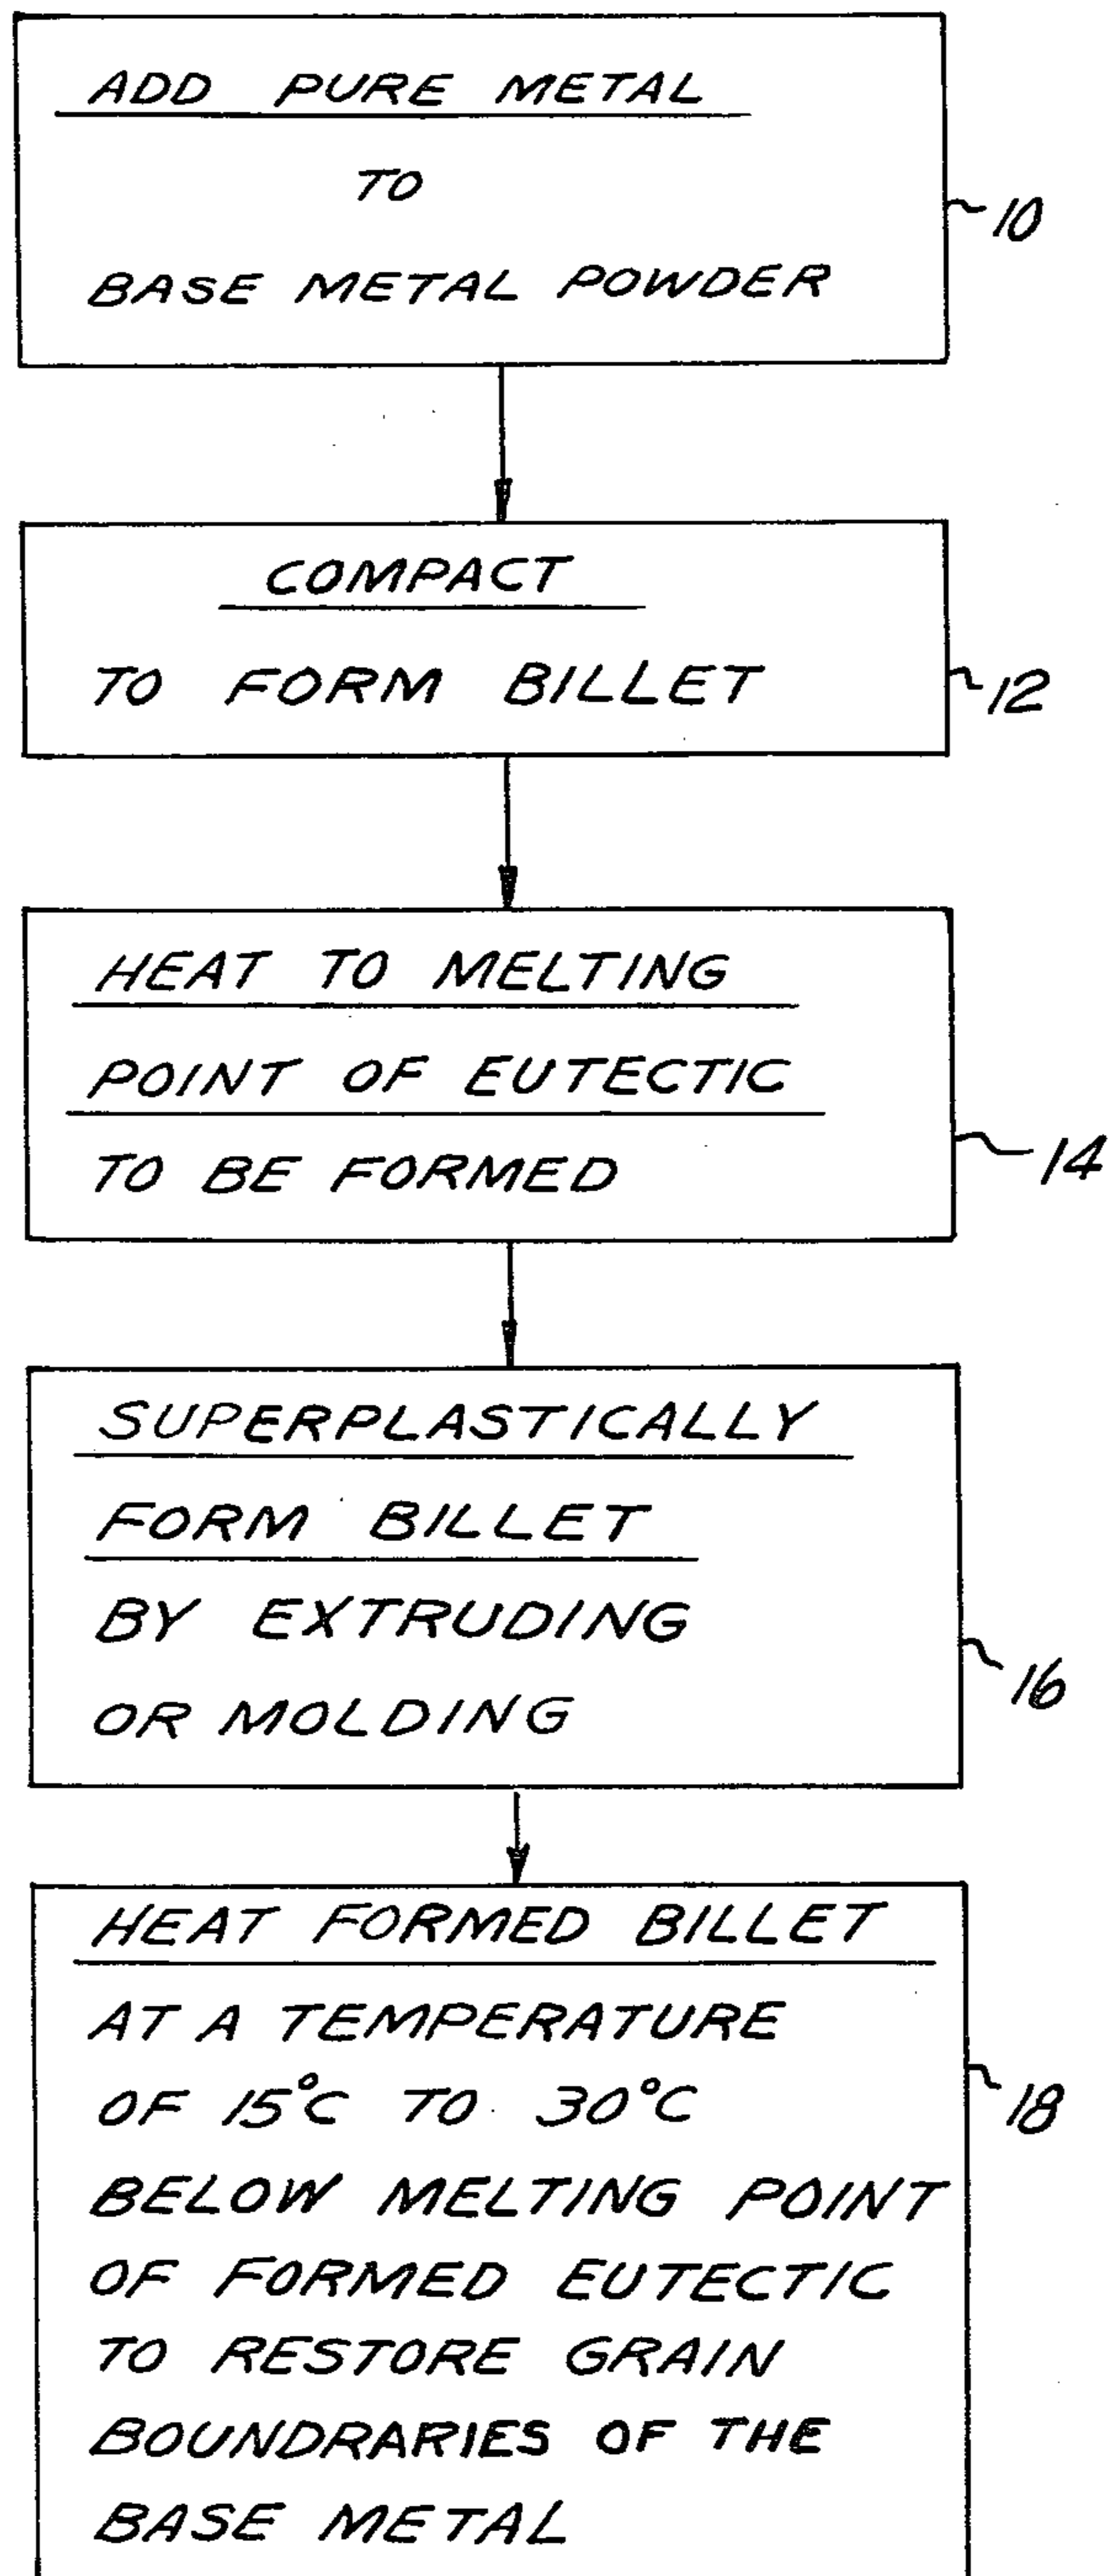 ADD PURE METAL
TO
BASE METAL POWDER
10
COMPACT
TO FORM BILLET
12
HEAT TO MELTING
POINT OF EUTECTIC
TO BE FORMED
14
SUPERPLASTICALLY
FORM BILLET
BY EXTRUDING
OR MOLDING
16
HEAT FORMED BILLET
AT A TEMPERATURE
OF 15°C TO 30°C
BELOW MELTING POINT
OF FORMED EUTECTIC
TO RESTORE GRAIN
BOUNDRARIES OF THE
BASE METAL
18